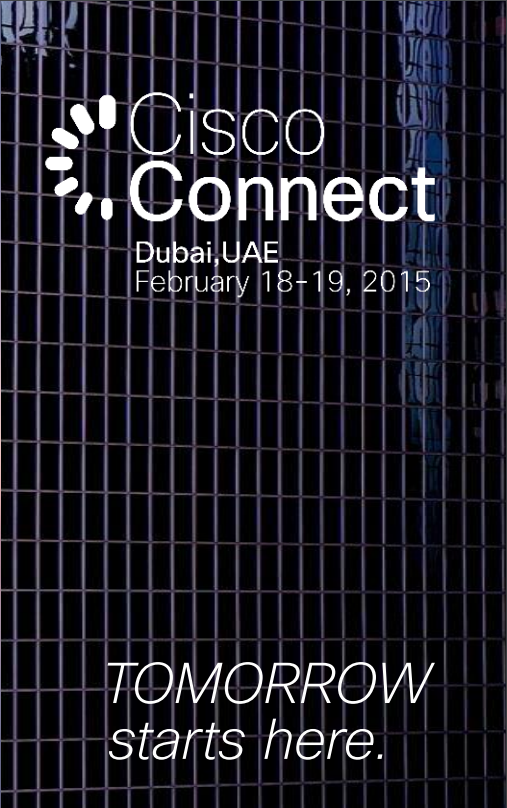 Cisco
Connect
Dubai,UAE
February 18-19, 2015
TOMORROW
starts here.